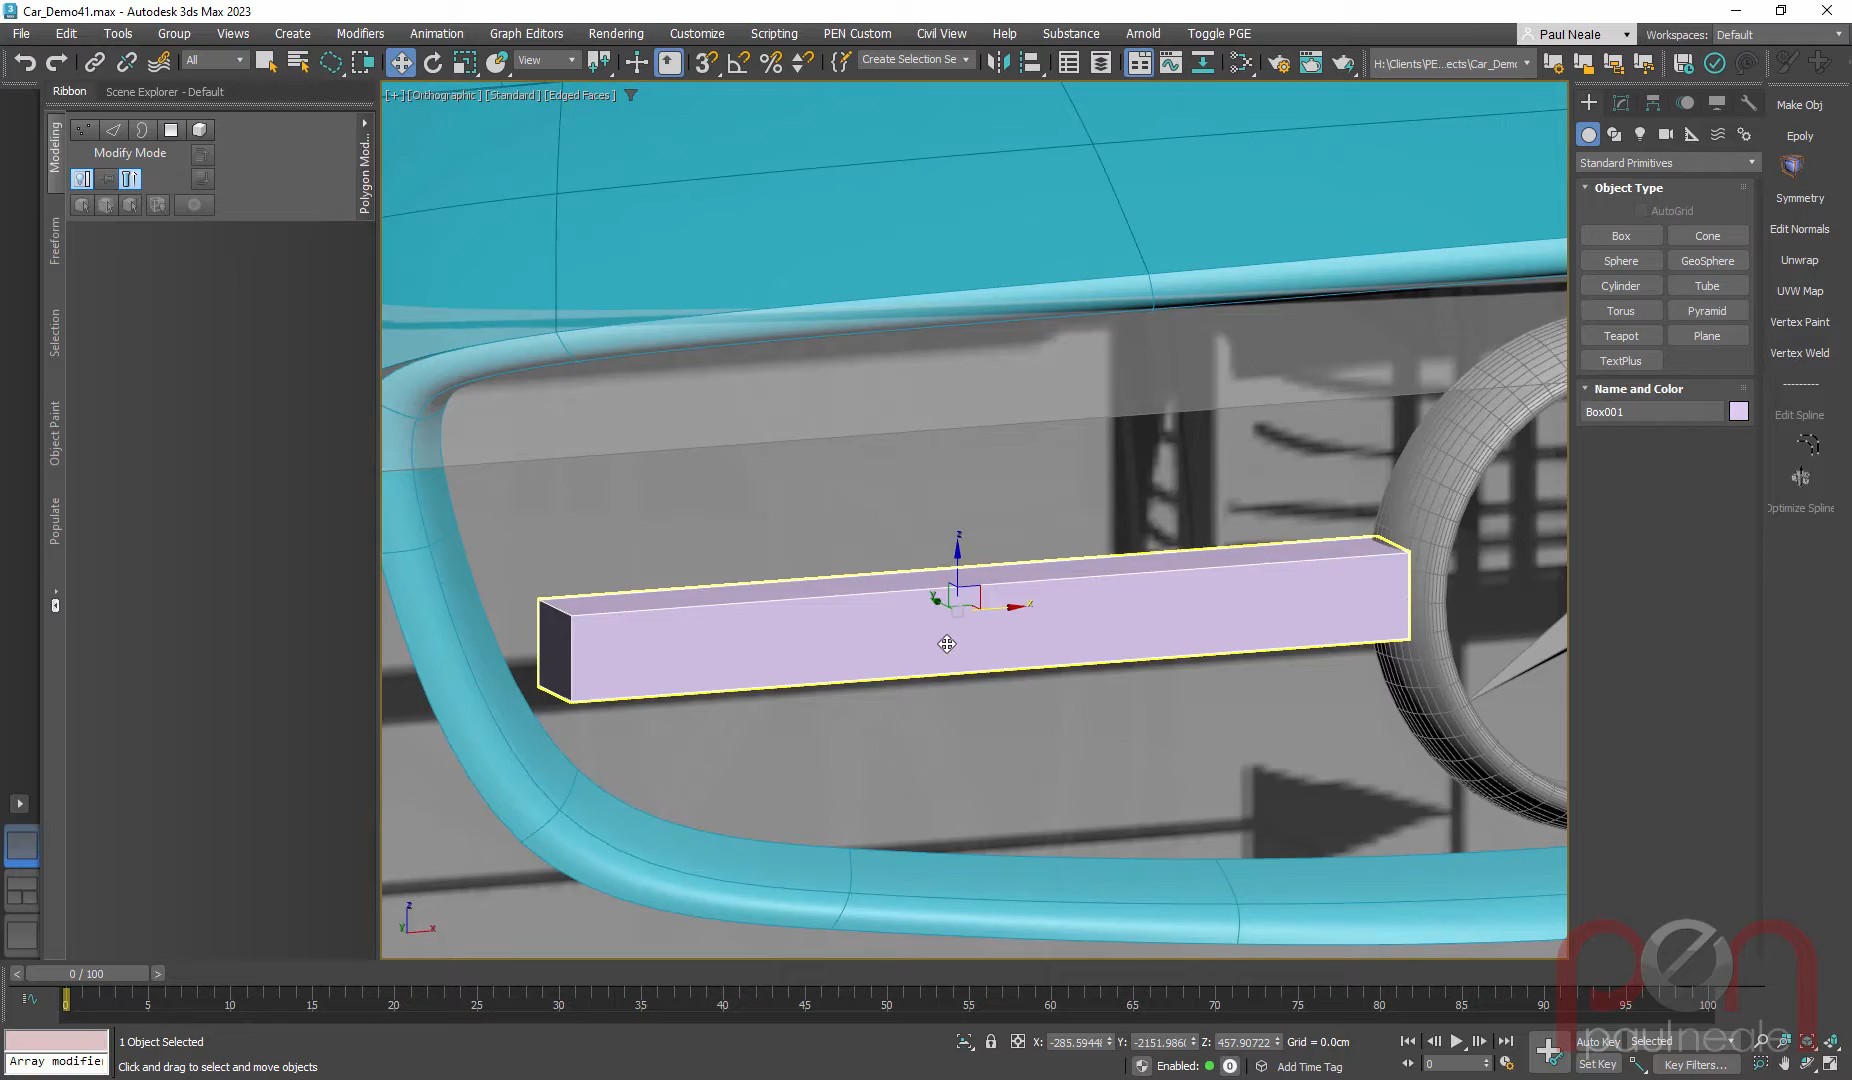 Car_Demo41.max - Autodesk 3ds Max 2023
File Edit Tools Group Views Create Modifiers Animation Graph Editors Rendering Customize Scripting PEN Custom Civil View Help Substance Arnold Toggle PGE
Paul Neale Workspaces: Default
All View Create Selection Se H:\Clients\PE...ects\Car_Demo
Ribbon Scene Explorer - Default
[+] [Orthographic] [Standard] [Edged Faces]
Modeling
Freeform
Selection
Object Paint
Populate
Modify Mode
Polygon Mod...
Standard Primitives
Object Type
AutoGrid
Box Cone
Sphere GeoSphere
Cylinder Tube
Torus Pyramid
Teapot Plane
TextPlus
Name and Color
Box001
Make Obj
Epoly
Symmetry
Edit Normals
Unwrap
UVW Map
Vertex Paint
Vertex Weld
---------
Edit Spline
Optimize Spline
z
y
x
z
Y
x
< 0 / 100 >
0 5 10 15 20 25 30 35 40 45 50 55 60 65 70 75 80 85 90 95 100
pen
paulneale
1 Object Selected
X: -285.5944 Y: -2151.986 Z: 457.90722 Grid = 0.0cm
Auto Key Selected
Array modifier
Click and drag to select and move objects
Enabled: 0 Add Time Tag
0
Set Key Key Filters...